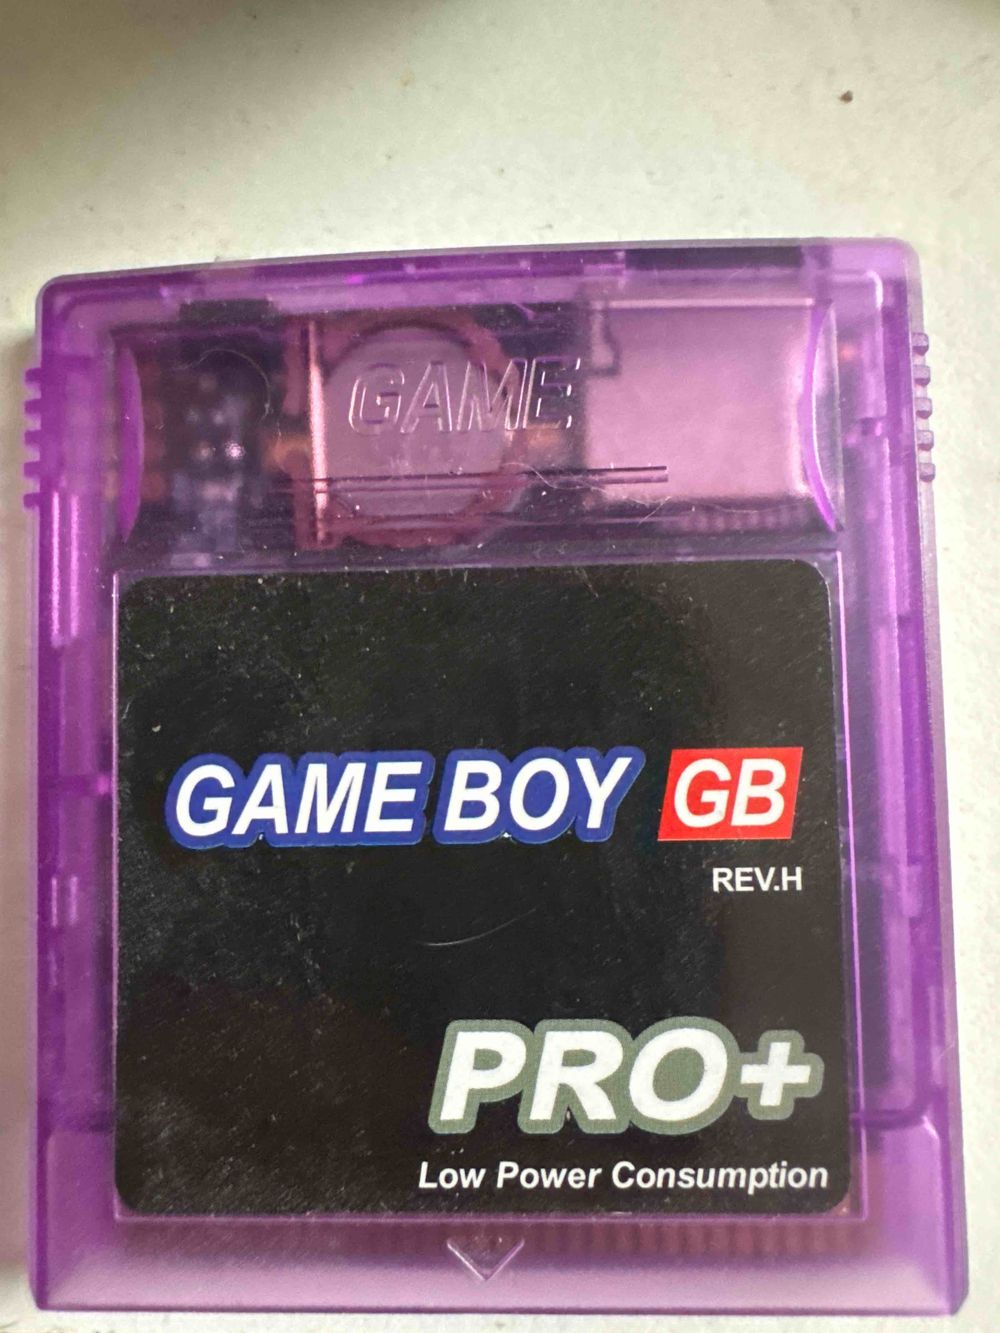 GAME
GAME BOY GB
REV.H
PRO+
Low Power Consumption